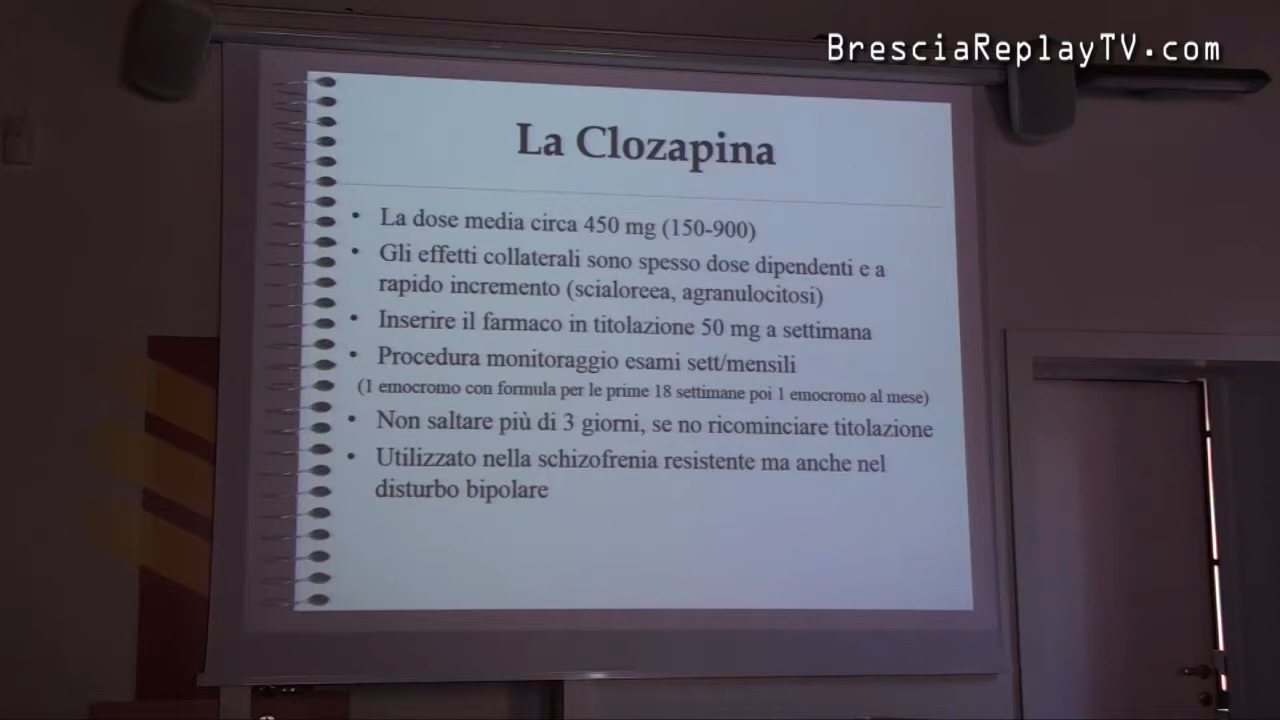 BresciaReplayTV.com
La Clozapina
• La dose media circa 450 mg (150-900)
• Gli effetti collaterali sono spesso dose dipendenti e a
rapido incremento (scialoreea, agranulocitosi)
• Inserire il farmaco in titolazione 50 mg a settimana
• Procedura monitoraggio esami sett/mensili
(1 emocromo con formula per le prime 18 settimane poi 1 emocromo al mese)
• Non saltare più di 3 giorni, se no ricominciare titolazione
• Utilizzato nella schizofrenia resistente ma anche nel
disturbo bipolare